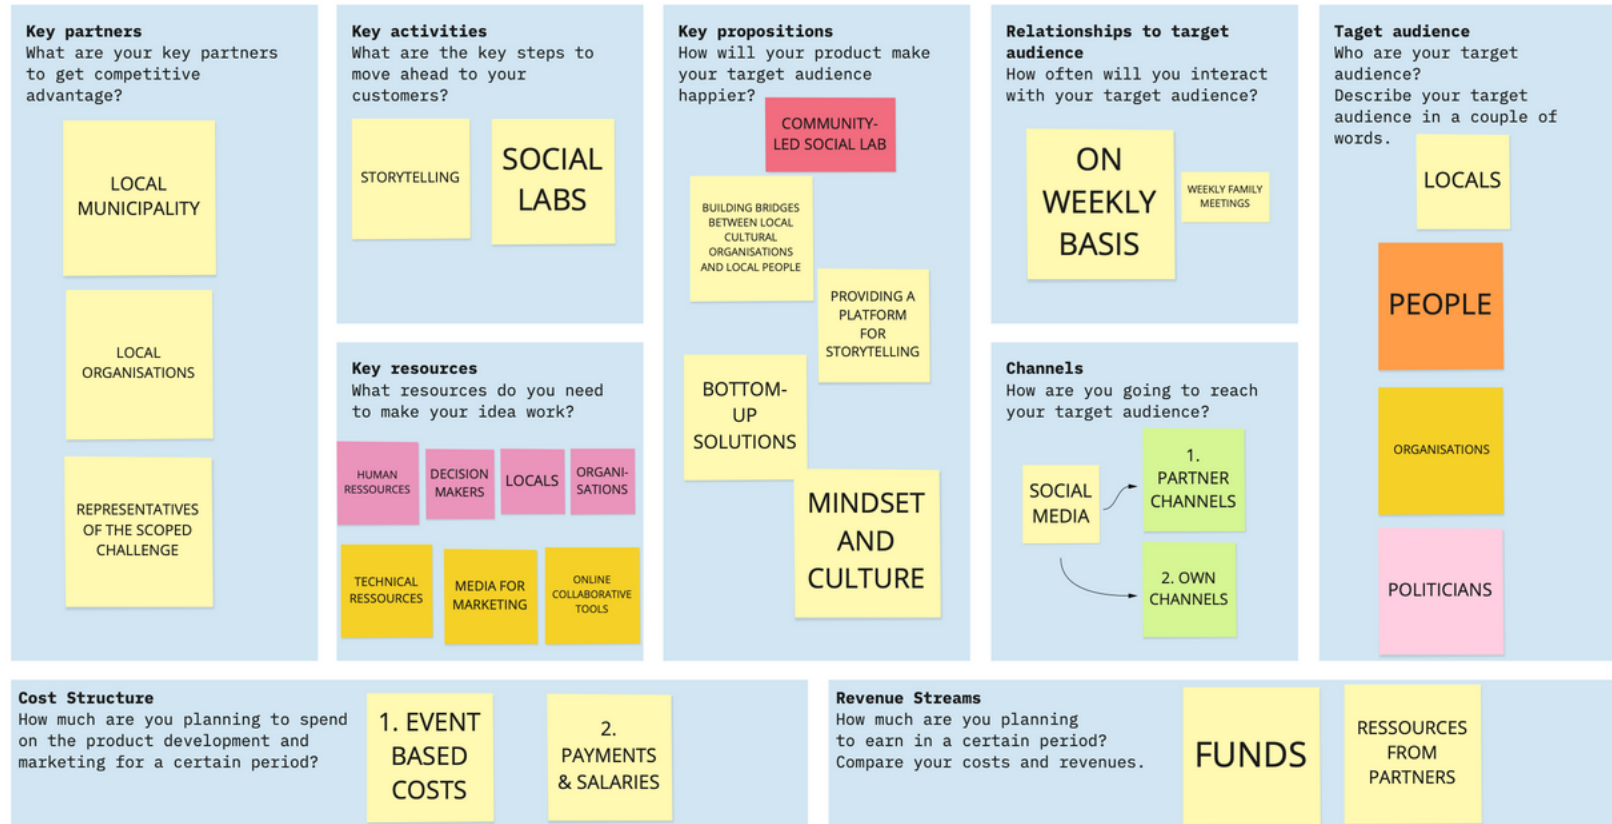 Key partners
What are your key partners
to get competitive
advantage?
LOCAL
MUNICIPALITY
LOCAL
ORGANISATIONS
REPRESENTATIVES
OF THE SCOPED
CHALLENGE
Key activities
What are the key steps to
move ahead to your
customers?
STORYTELLING
SOCIAL
LABS
Key resources
What resources do you need
to make your idea work?
HUMAN
RESSOURCES
DECISION
MAKERS
LOCALS
ORGANI-
SATIONS
TECHNICAL
RESSOURCES
MEDIA FOR
MARKETING
ONLINE
COLLABORATIVE
TOOLS
Key propositions
How will your product make
your target audience
happier?
COMMUNITY-
LED SOCIAL LAB
BUILDING BRIDGES
BETWEEN LOCAL
CULTURAL
ORGANISATIONS
AND LOCAL PEOPLE
PROVIDING A
PLATFORM
FOR
STORYTELLING
BOTTOM-
UP
SOLUTIONS
MINDSET
AND
CULTURE
Relationships to target
audience
How often will you interact
with your target audience?
ON
WEEKLY
BASIS
WEEKLY FAMILY
MEETINGS
Channels
How are you going to reach
your target audience?
SOCIAL
MEDIA
1.
PARTNER
CHANNELS
2. OWN
CHANNELS
Taget audience
Who are your target
audience?
Describe your target
audience in a couple of
words.
LOCALS
PEOPLE
ORGANISATIONS
POLITICIANS
Cost Structure
How much are you planning to spend
on the product development and
marketing for a certain period?
1. EVENT
BASED
COSTS
2.
PAYMENTS
& SALARIES
Revenue Streams
How much are you planning
to earn in a certain period?
Compare your costs and revenues.
FUNDS
RESSOURCES
FROM
PARTNERS